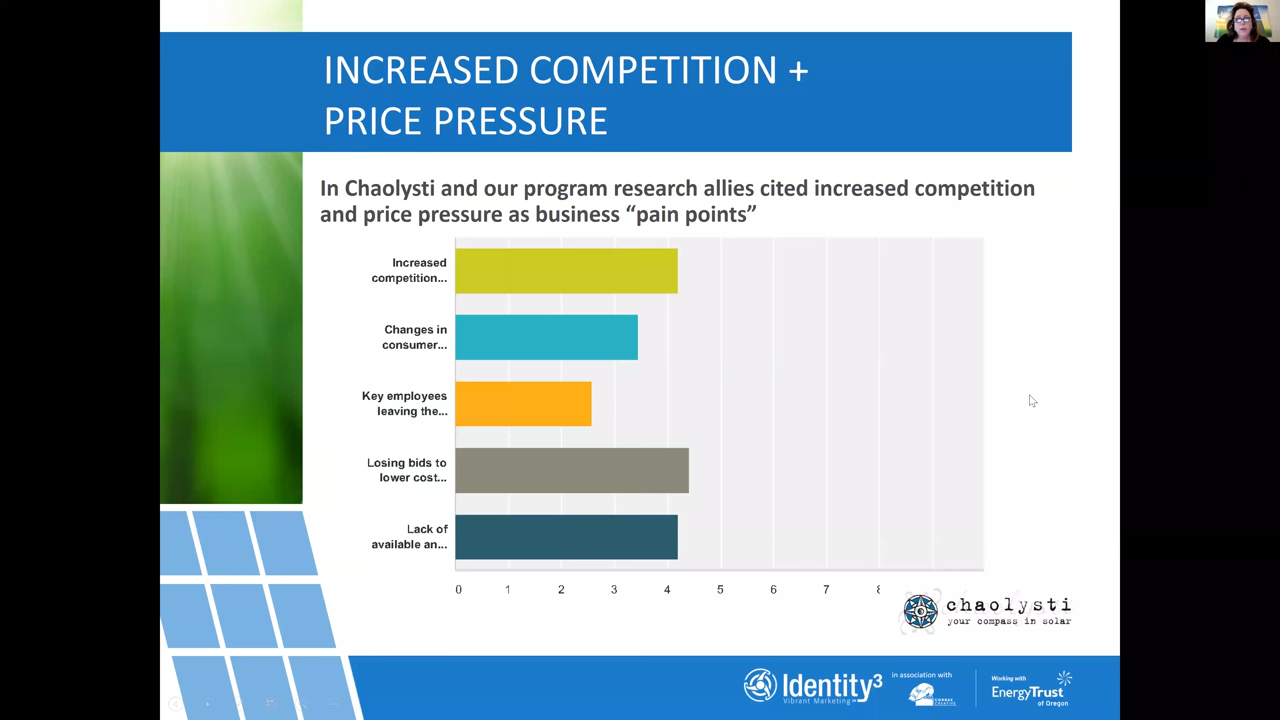 INCREASED COMPETITION +
PRICE PRESSURE
In Chaolysti and our program research allies cited increased competition
and price pressure as business “pain points”
Increased
competition...
Changes in
consumer...
Key employees
leaving the...
Losing bids to
lower cost...
Lack of
available an...
0 1 2 3 4 5 6 7 8
chaolysti
your compass in solar
Identity3
Vibrant Marketing
in association with
Working with
EnergyTrust
of Oregon